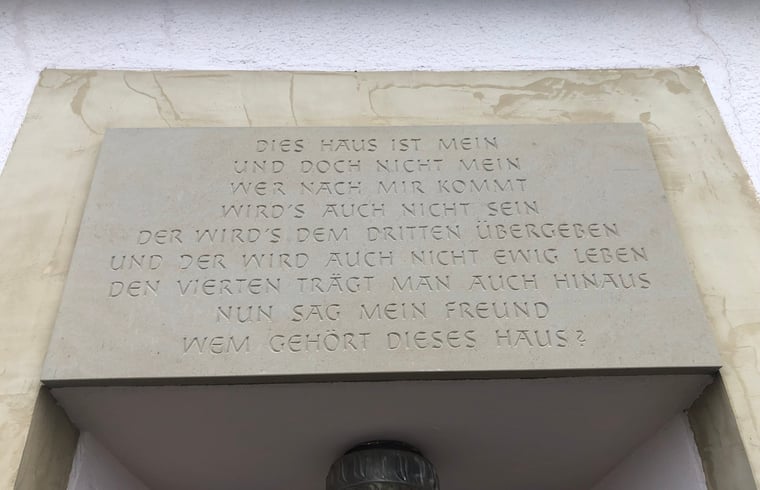 DIES HAUS IST MEIN
UND DOCH NICHT MEIN
WER NACH MIR KOMMT
WIRD'S AUCH NICHT SEIN
DER WIRD'S DEM DRITTEN ÜBERGEBEN
UND DER WIRD AUCH NICHT EWIG LEBEN
DEN VIERTEN TRÄGT MAN AUCH HINAUS
NUN SAG MEIN FREUND
WEM GEHÖRT DIESES HAUS?